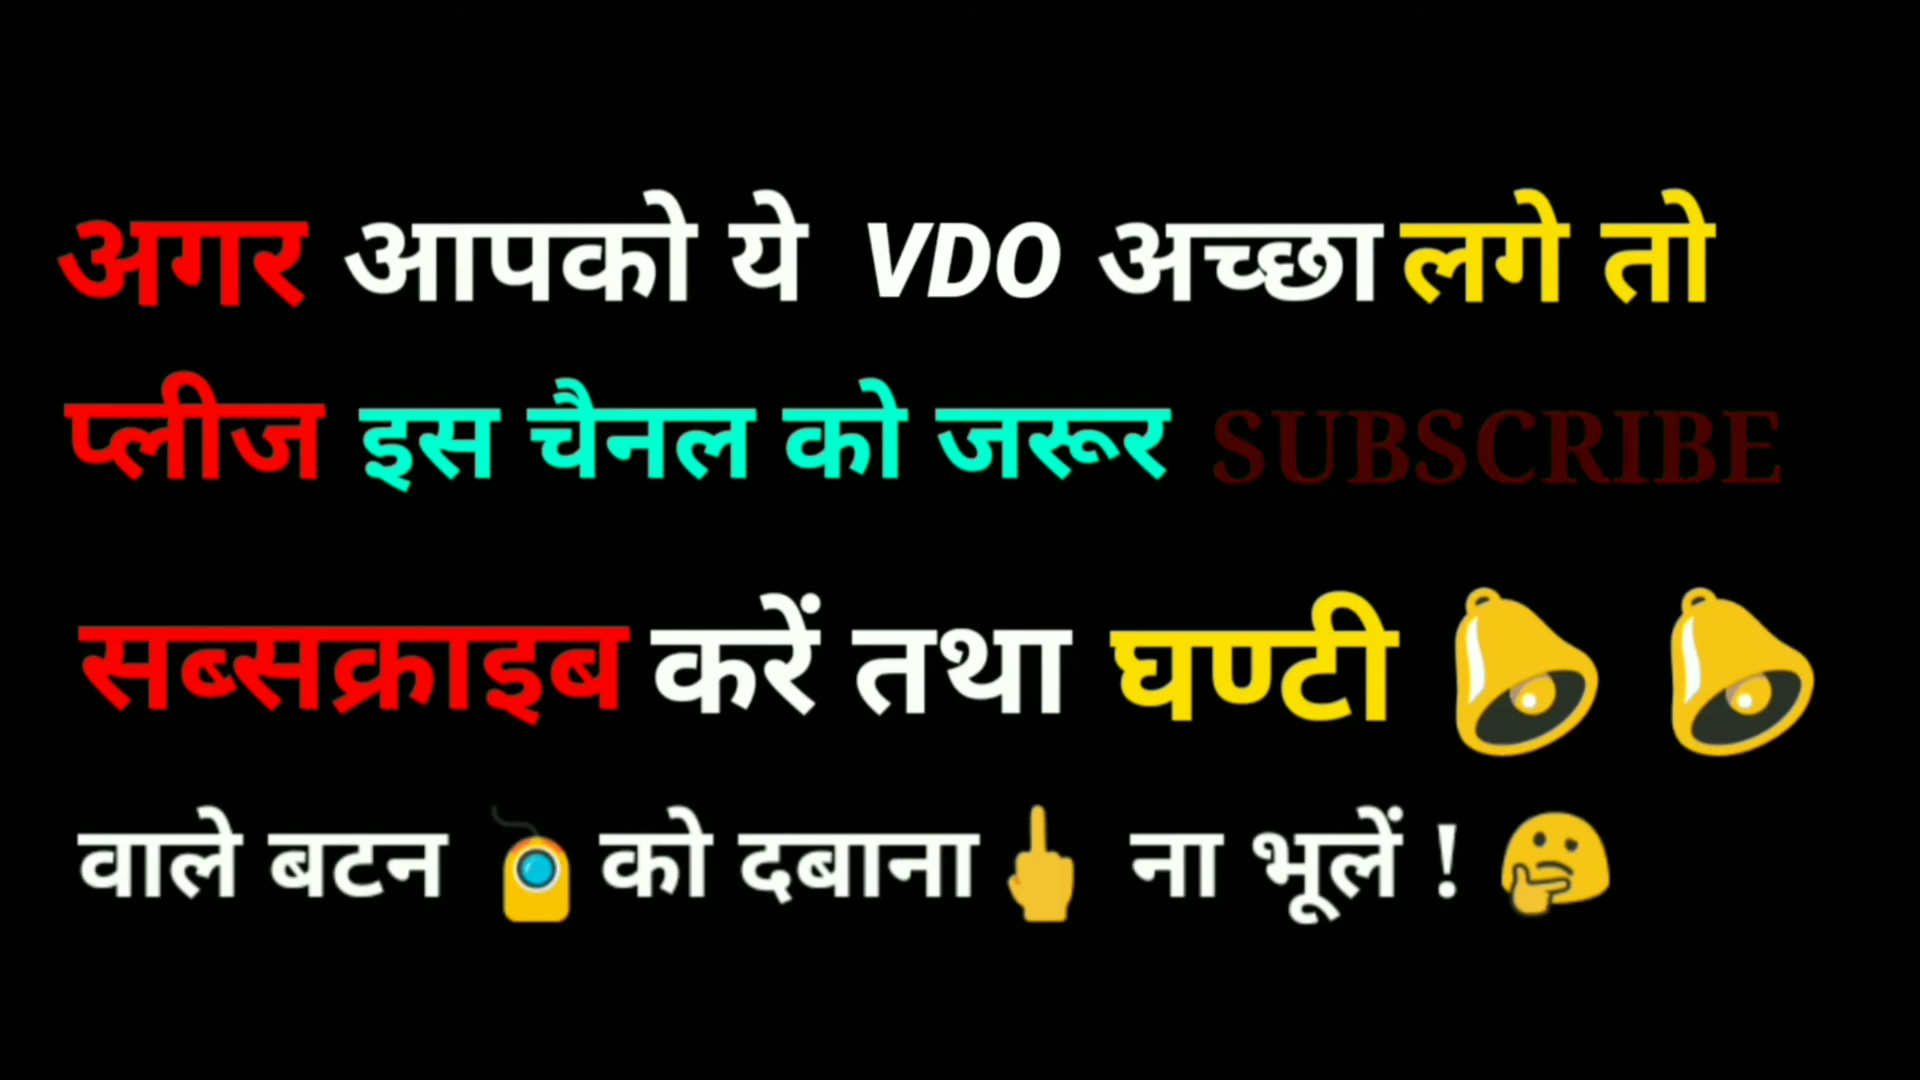 अगर आपको ये VDO अच्छा लगे तो
प्लीज इस चैनल को जरूर SUBSCRIBE
सब्सक्राइब करें तथा घण्टी 🔔 🔔
वाले बटन 🖱 को दबाना 🖕 ना भूलें ! 🤔